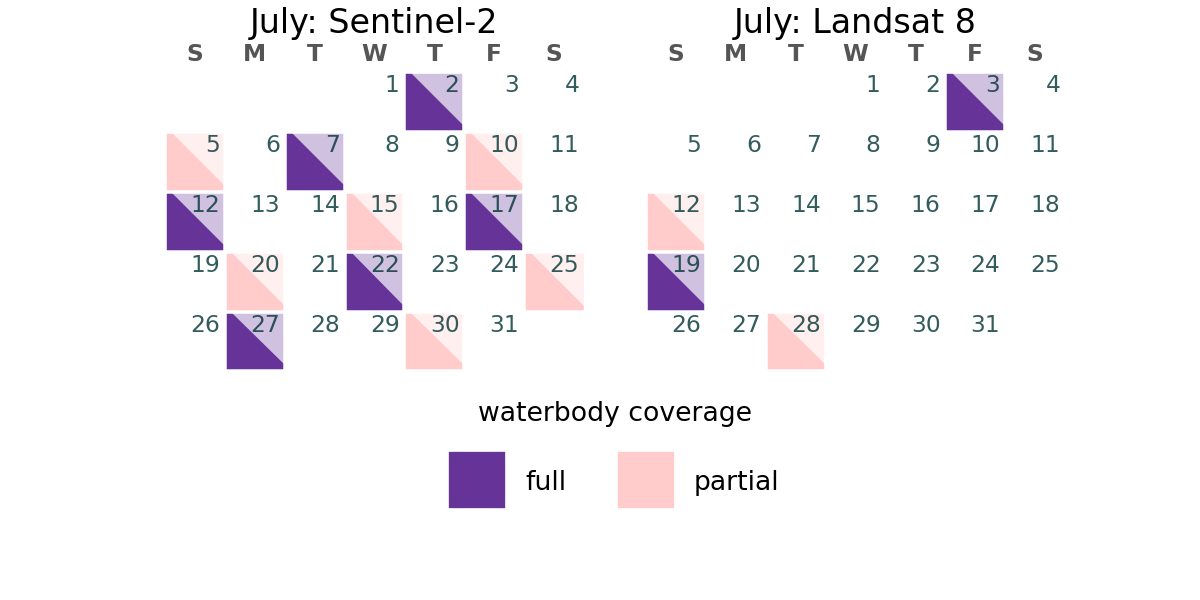 July: Sentinel-2
S M T W T F S
1 2 3 4
5 6 7 8 9 10 11
12 13 14 15 16 17 18
19 20 21 22 23 24 25
26 27 28 29 30 31
July: Landsat 8
S M T W T F S
1 2 3 4
5 6 7 8 9 10 11
12 13 14 15 16 17 18
19 20 21 22 23 24 25
26 27 28 29 30 31
waterbody coverage
full partial